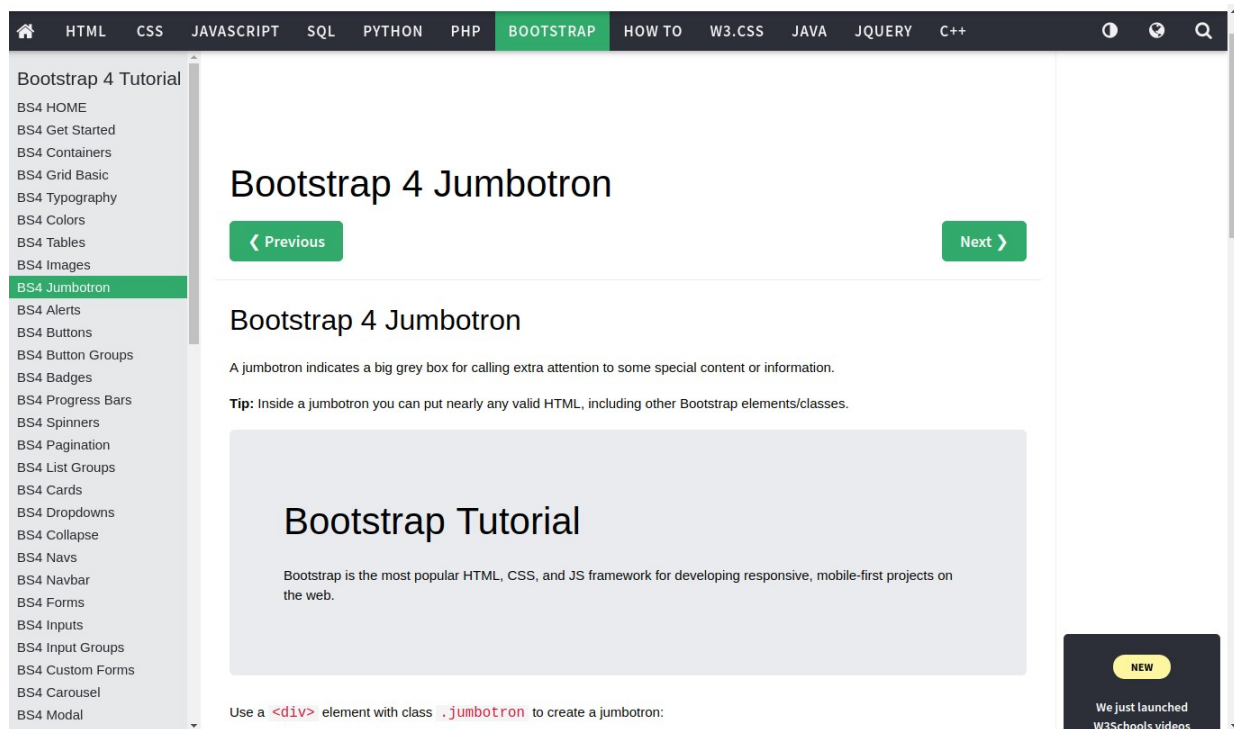 HTML CSS JAVASCRIPT SQL PYTHON PHP BOOTSTRAP HOW TO W3.CSS JAVA JQUERY C++
Bootstrap 4 Tutorial
BS4 HOME
BS4 Get Started
BS4 Containers
BS4 Grid Basic
BS4 Typography
BS4 Colors
BS4 Tables
BS4 Images
BS4 Jumbotron
BS4 Alerts
BS4 Buttons
BS4 Button Groups
BS4 Badges
BS4 Progress Bars
BS4 Spinners
BS4 Pagination
BS4 List Groups
BS4 Cards
BS4 Dropdowns
BS4 Collapse
BS4 Navs
BS4 Navbar
BS4 Forms
BS4 Inputs
BS4 Input Groups
BS4 Custom Forms
BS4 Carousel
BS4 Modal
Bootstrap 4 Jumbotron
❮ Previous
Next ❯
Bootstrap 4 Jumbotron
A jumbotron indicates a big grey box for calling extra attention to some special content or information.
Tip: Inside a jumbotron you can put nearly any valid HTML, including other Bootstrap elements/classes.
Bootstrap Tutorial
Bootstrap is the most popular HTML, CSS, and JS framework for developing responsive, mobile-first projects on
the web.
Use a <div> element with class .jumbotron to create a jumbotron:
NEW
We just launched
W3Schools videos